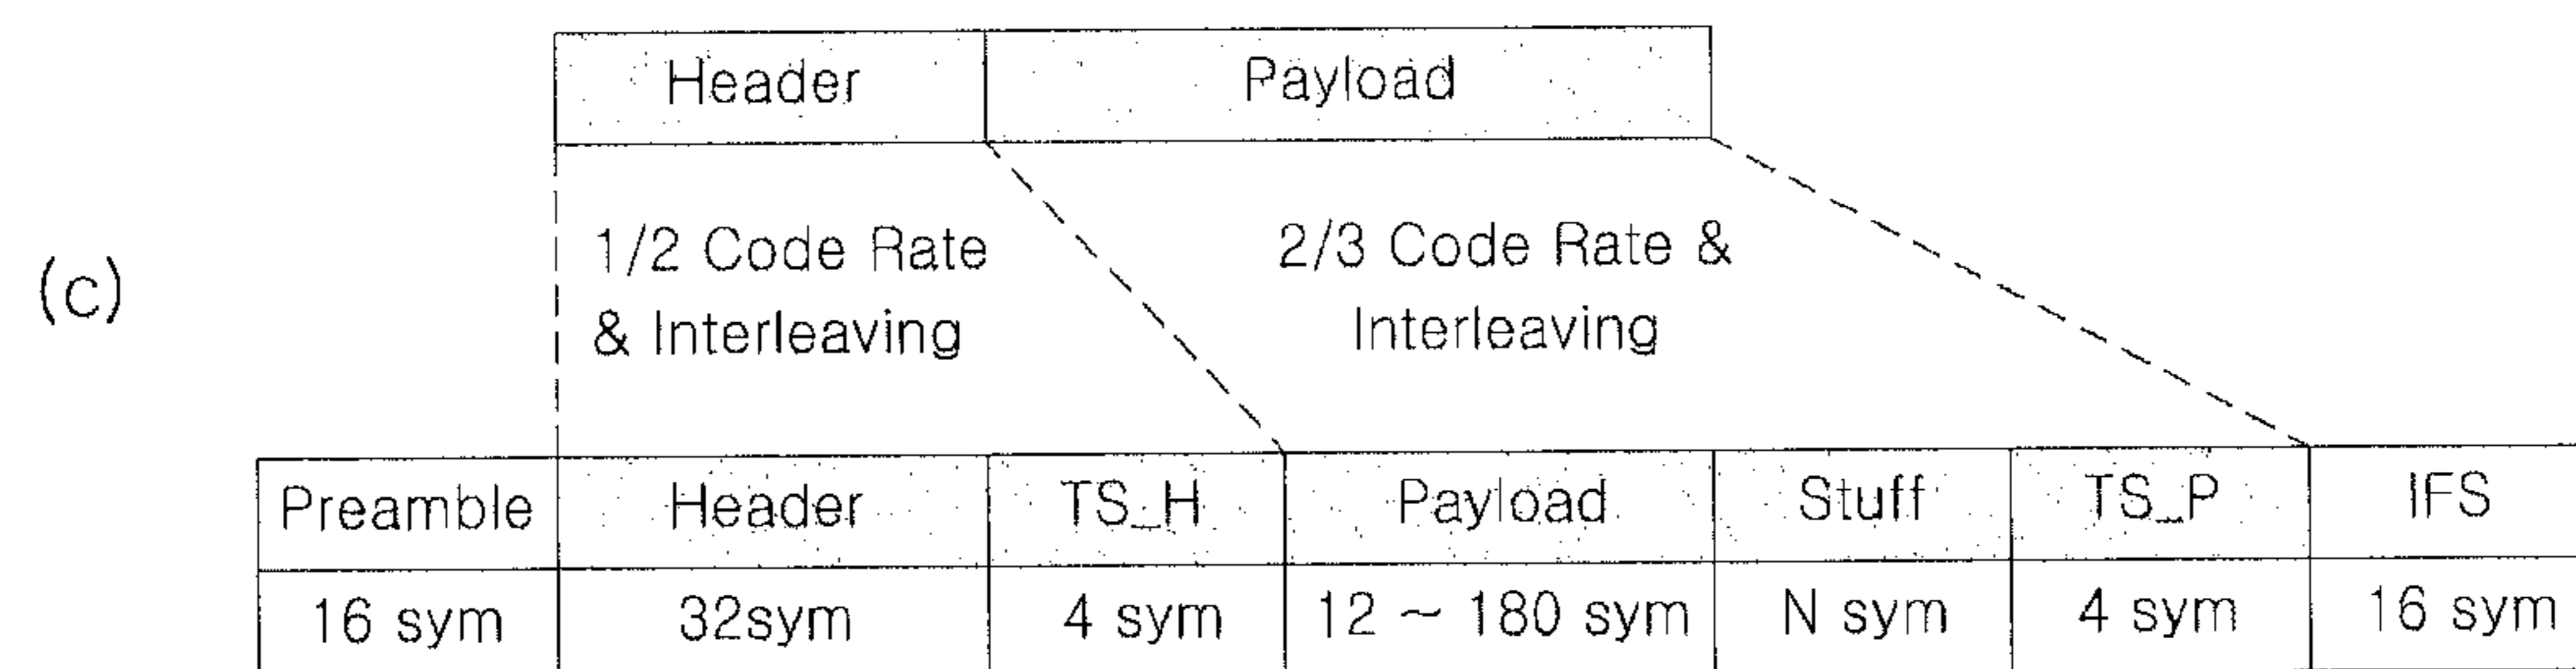 Header Payload
(c)
1/2 Code Rate
& Interleaving
2/3 Code Rate &
Interleaving
Preamble Header TS_H Payload Stuff TS_P IFS
16 sym 32sym 4 sym 12 ~ 180 sym N sym 4 sym 16 sym